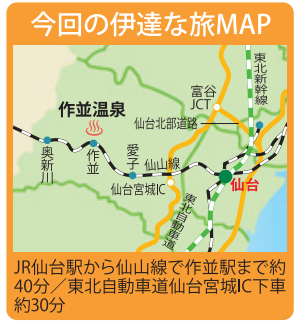 今回の伊達な旅MAP
東北新幹線
富谷
JCT
作並温泉
仙台北部道路
奥新川
作並
愛子
仙山線
仙台宮城IC
仙台
東北自動車道
JR仙台駅から仙山線で作並駅まで約
40分／東北自動車道仙台宮城IC下車
約30分